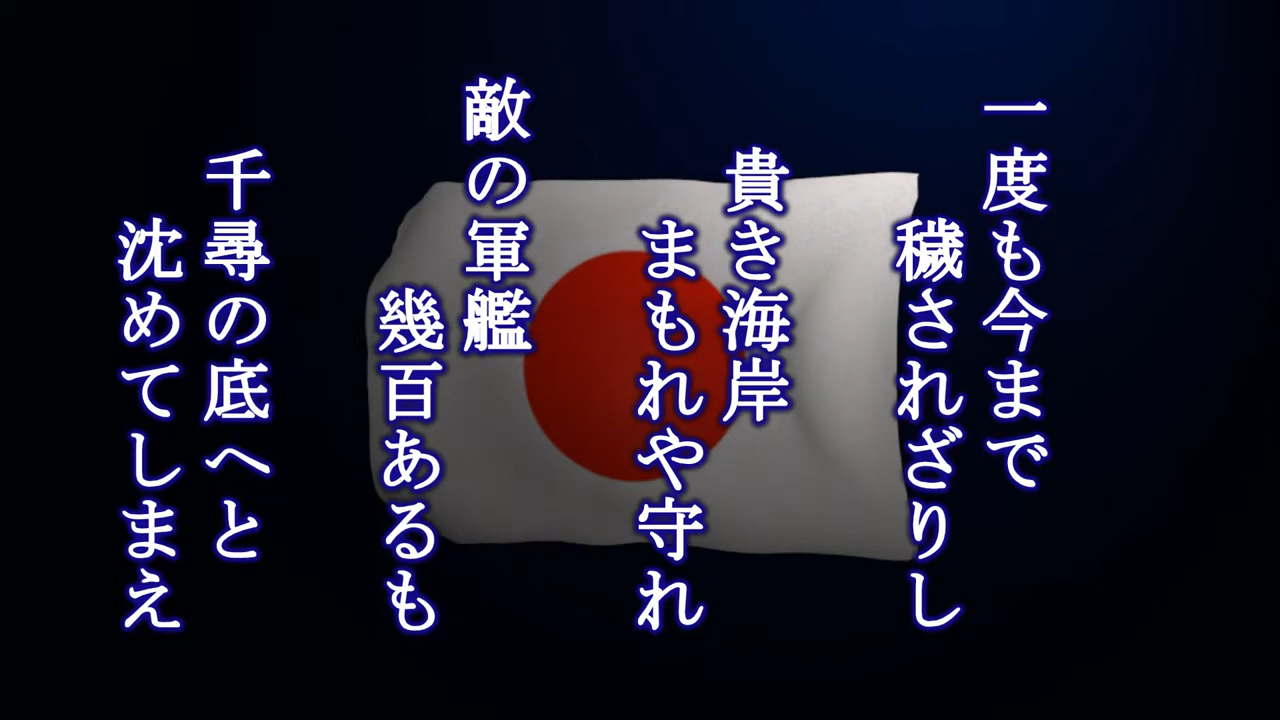 一度も今まで
穢されざりし
貴き海岸
まもれや守れ
敵の軍艦
幾百あるも
千尋の底へと
沈めてしまえ